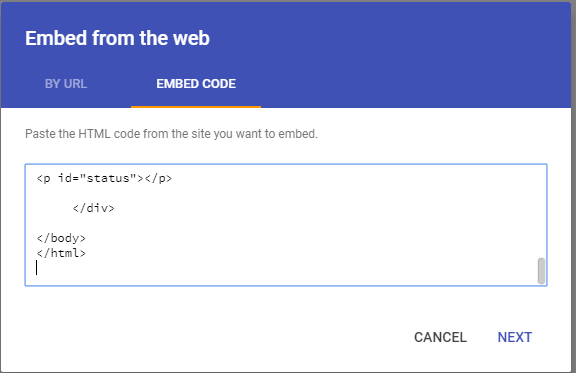 Embed from the web
BY URL EMBED CODE
Paste the HTML code from the site you want to embed.
<p id="status"></p>
</div>
</body>
</html>
CANCEL NEXT